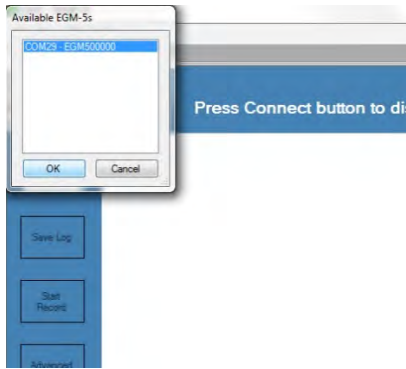 Available EGM-5s
COM29 - EGM500000
Press Connect button to di
OK Cancel
Save Log
Start
Record
Advanced